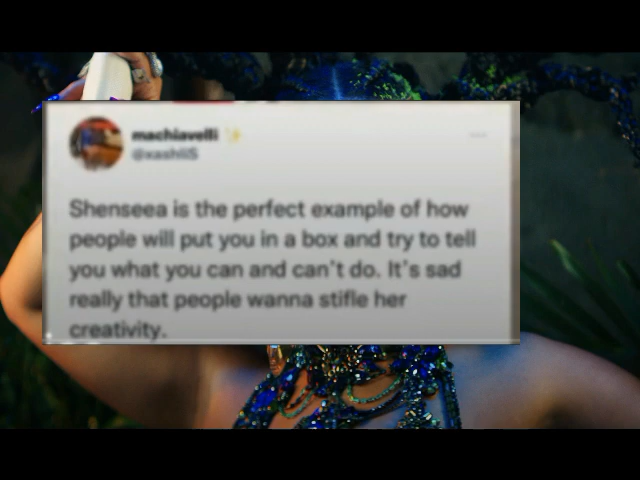 machiavelli ✨
@xashliS
Shenseea is the perfect example of how
people will put you in a box and try to tell
you what you can and can't do. It's sad
really that people wanna stifle her
creativity.